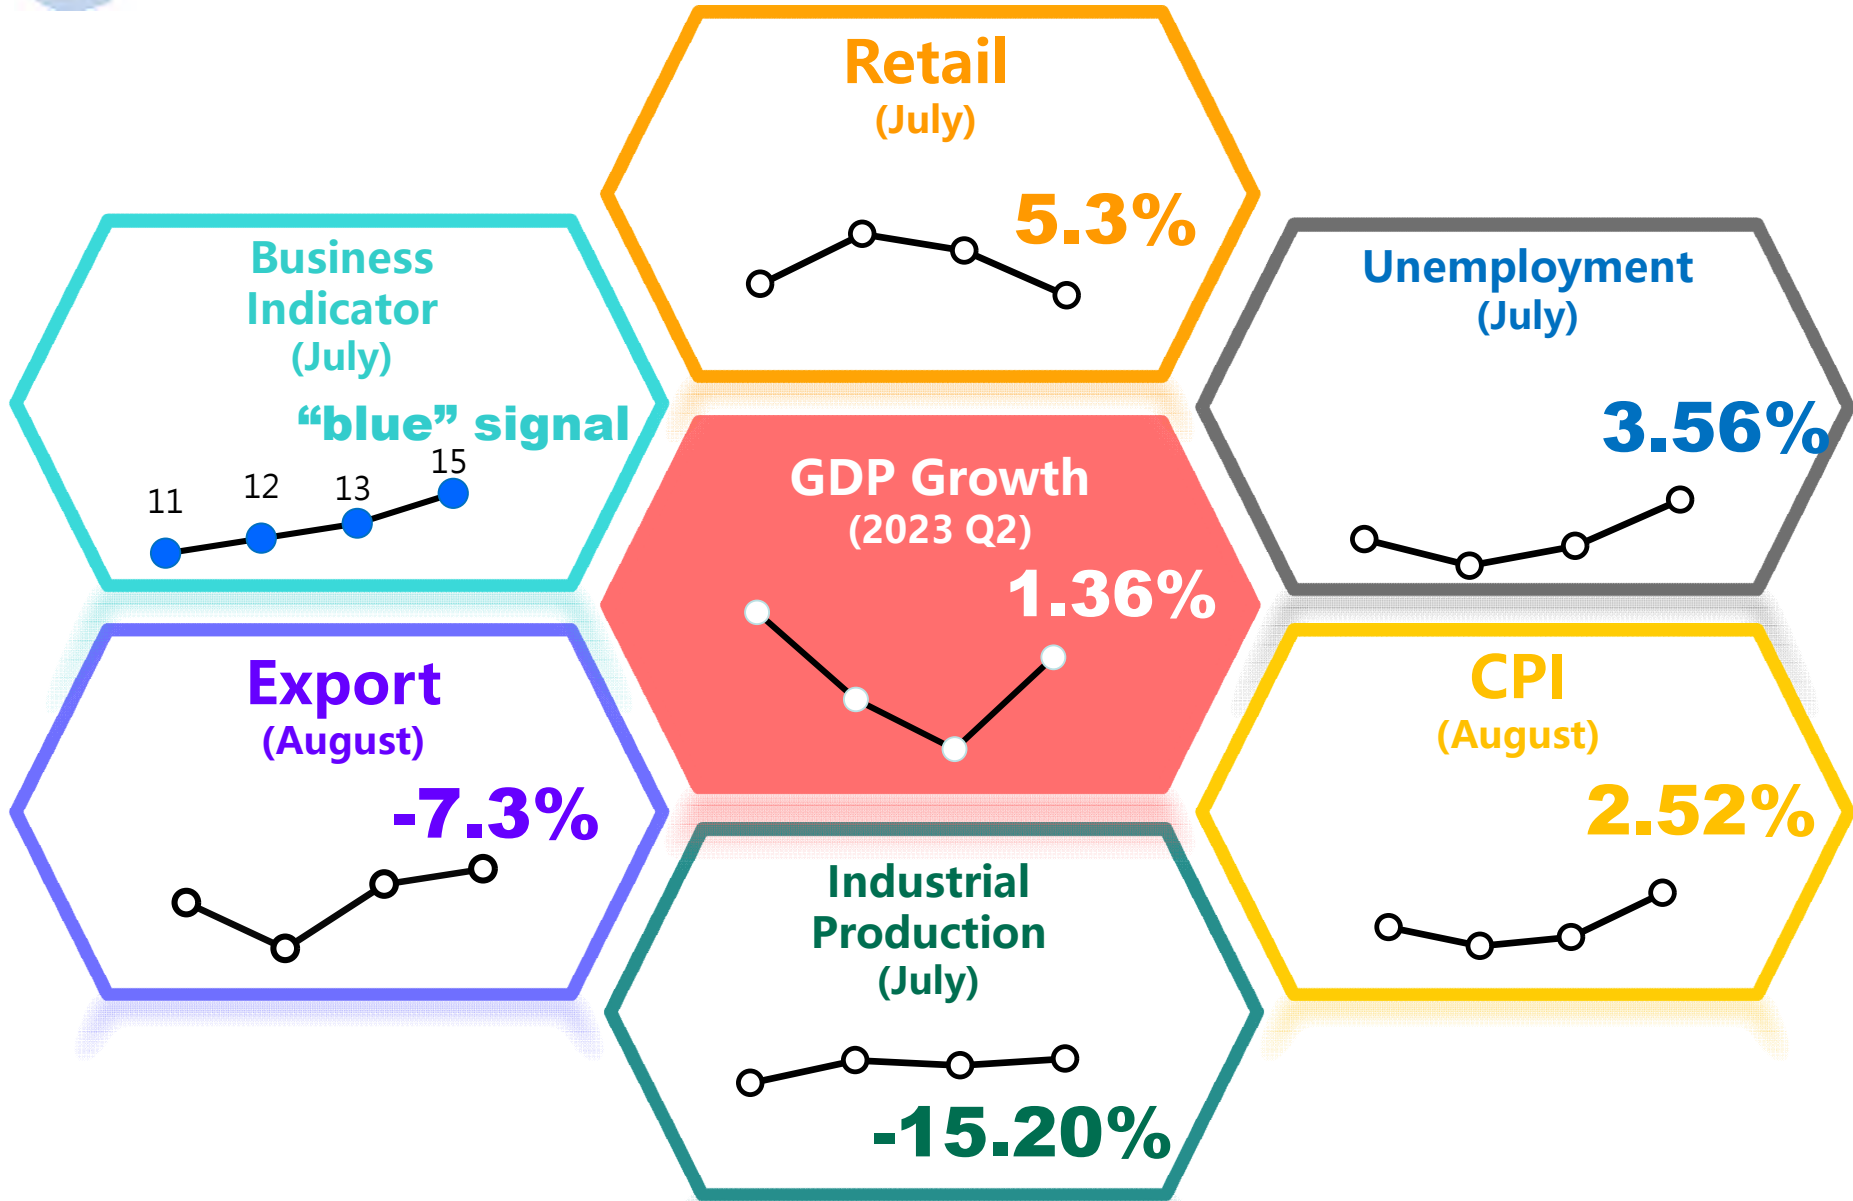 Retail
(July)
5.3%
Business
Indicator
(July)
“blue” signal
11
12
13
15
Unemployment
(July)
3.56%
GDP Growth
(2023 Q2)
1.36%
Export
(August)
-7.3%
CPI
(August)
2.52%
Industrial
Production
(July)
-15.20%